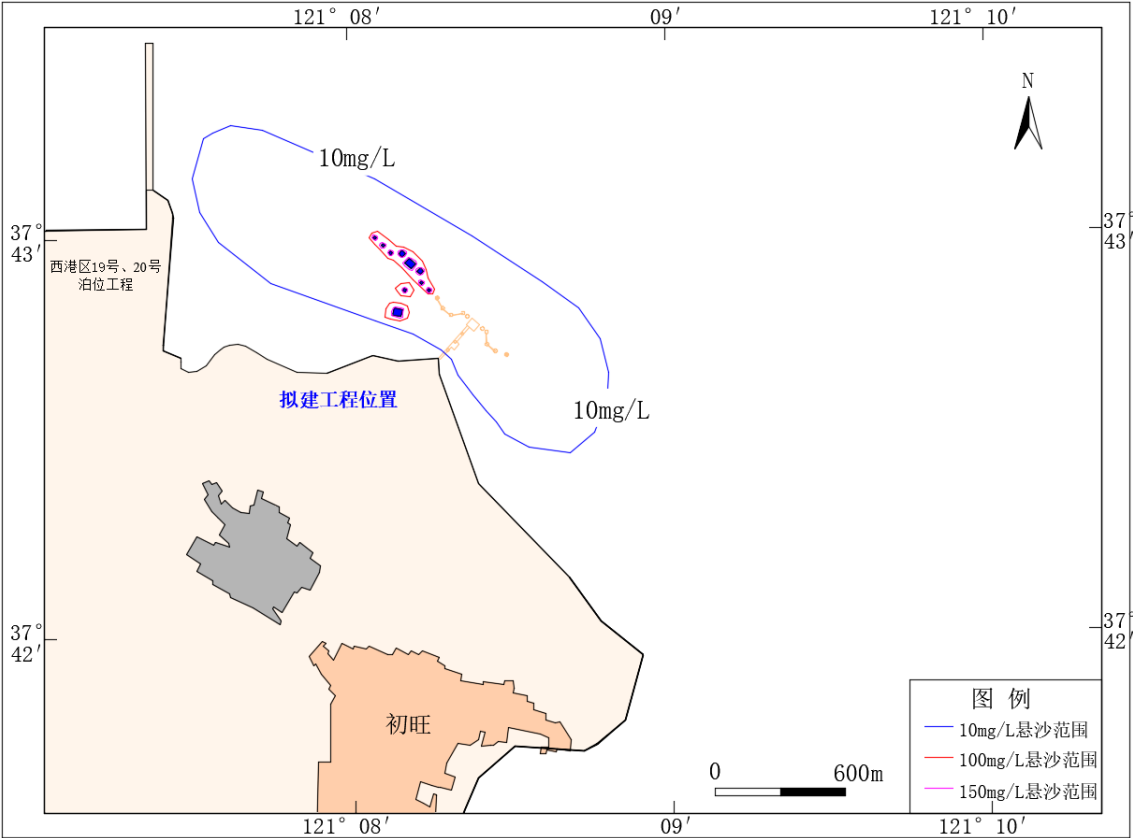 121° 08′
09′
121° 10′
N
10mg/L
37°
43′
37°
43′
西港区19号、20号
泊位工程
拟建工程位置
10mg/L
37°
42′
37°
42′
初旺
图 例
10mg/L悬沙范围
100mg/L悬沙范围
150mg/L悬沙范围
0
600m
121° 08′
09′
121° 10′